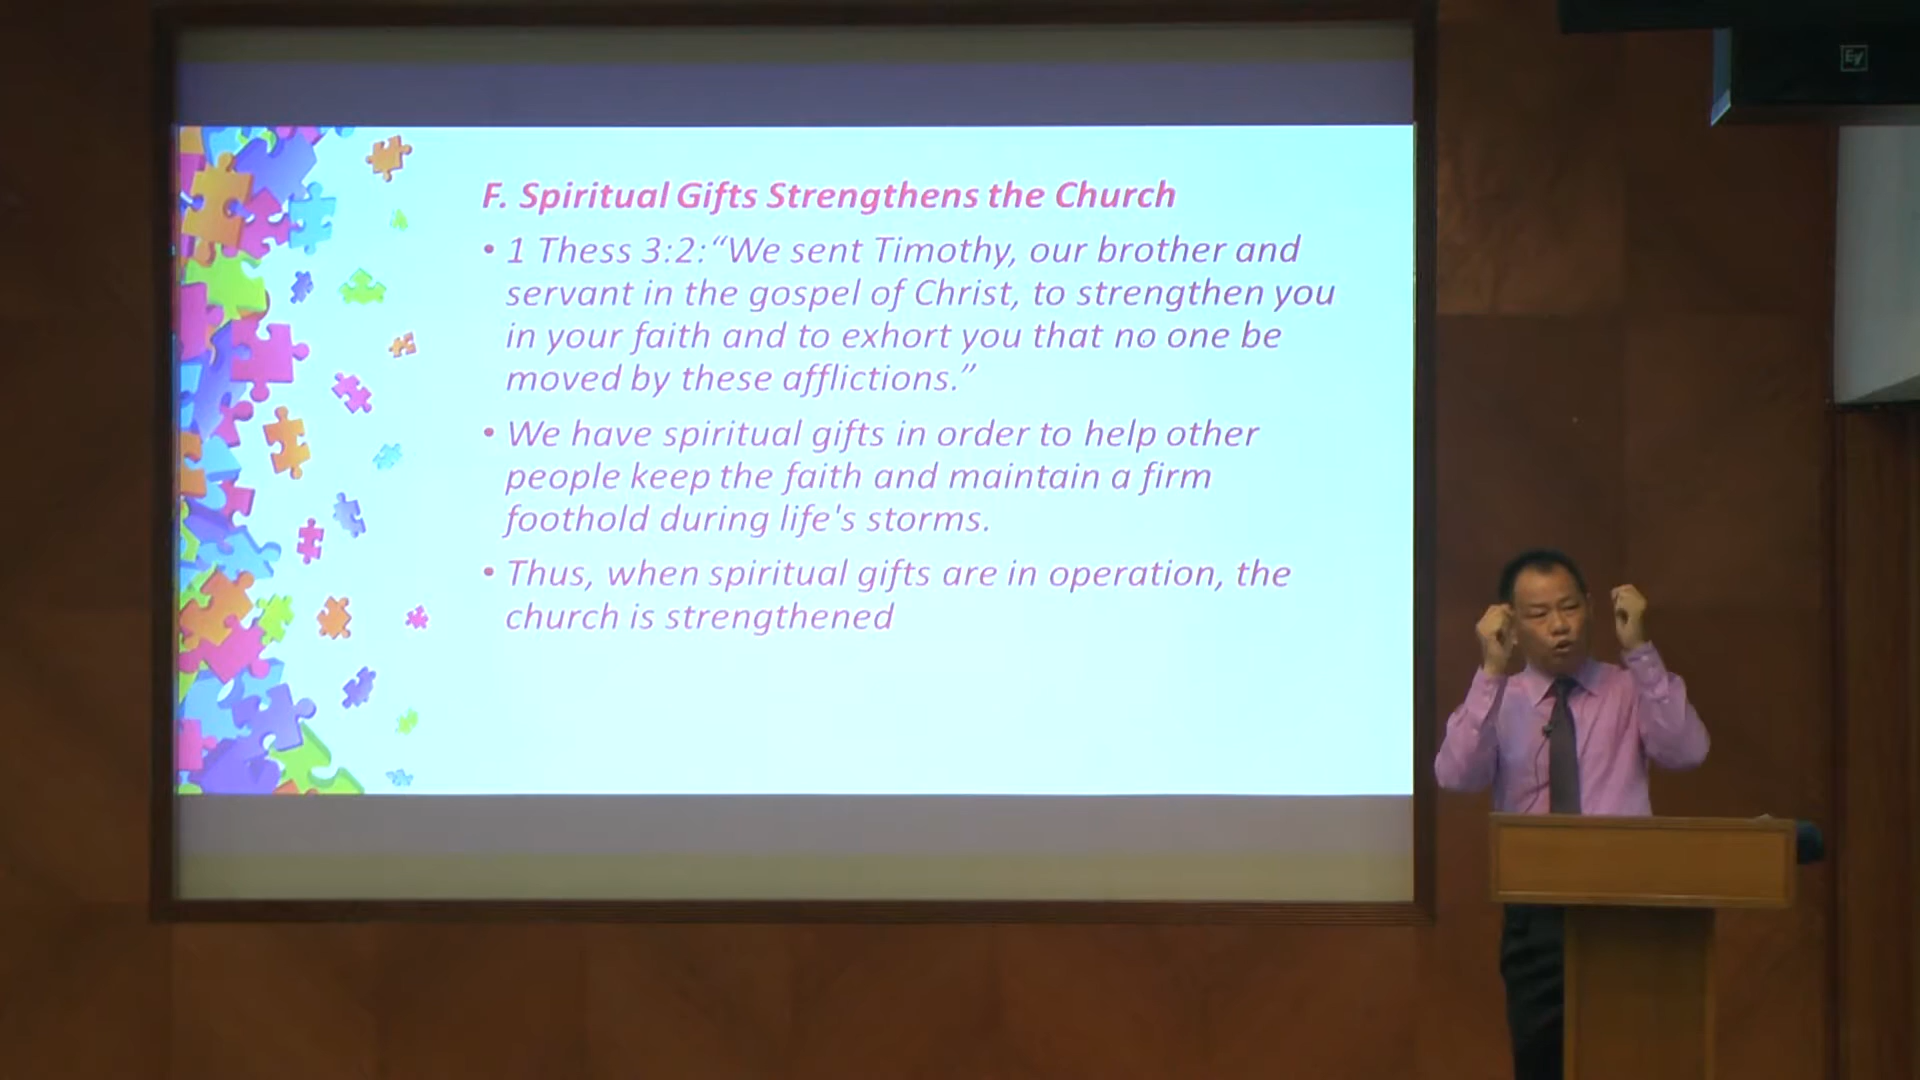 F. Spiritual Gifts Strengthens the Church
• 1 Thess 3:2:“We sent Timothy, our brother and
servant in the gospel of Christ, to strengthen you
in your faith and to exhort you that no one be
moved by these afflictions.”
• We have spiritual gifts in order to help other
people keep the faith and maintain a firm
foothold during life's storms.
• Thus, when spiritual gifts are in operation, the
church is strengthened
EV